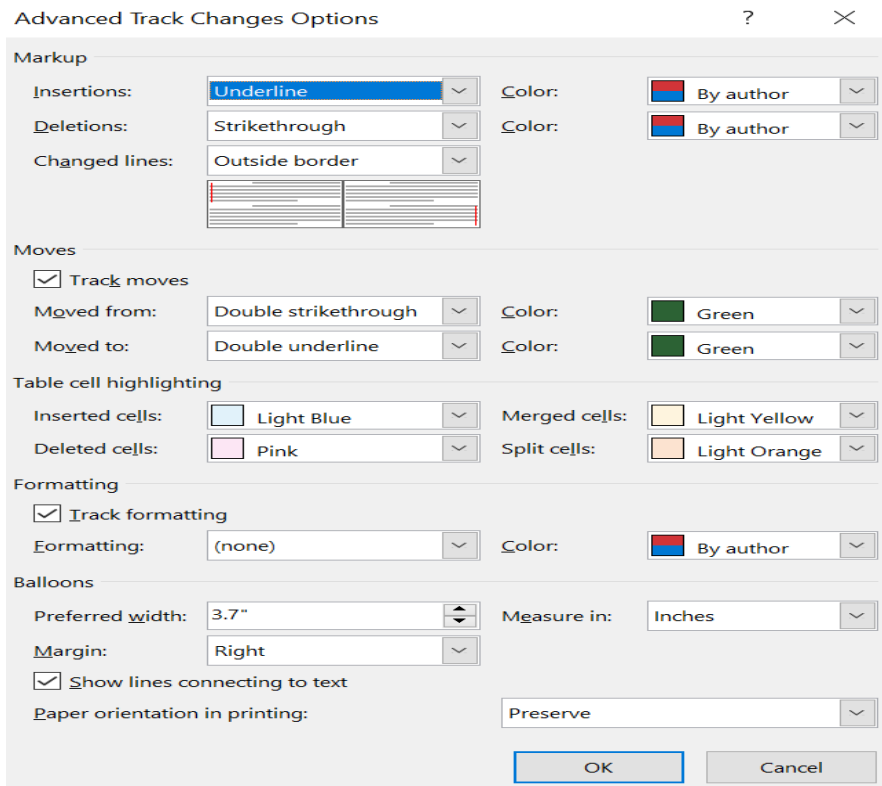 Advanced Track Changes Options ?
Markup
Insertions: Underline Color: By author
Deletions: Strikethrough Color: By author
Changed lines: Outside border
Moves
Track moves
Moved from: Double strikethrough Color: Green
Moved to: Double underline Color: Green
Table cell highlighting
Inserted cells: Light Blue Merged cells: Light Yellow
Deleted cells: Pink Split cells: Light Orange
Formatting
Track formatting
Formatting: (none) Color: By author
Balloons
Preferred width: 3.7" Measure in: Inches
Margin: Right
Show lines connecting to text
Paper orientation in printing: Preserve
OK Cancel